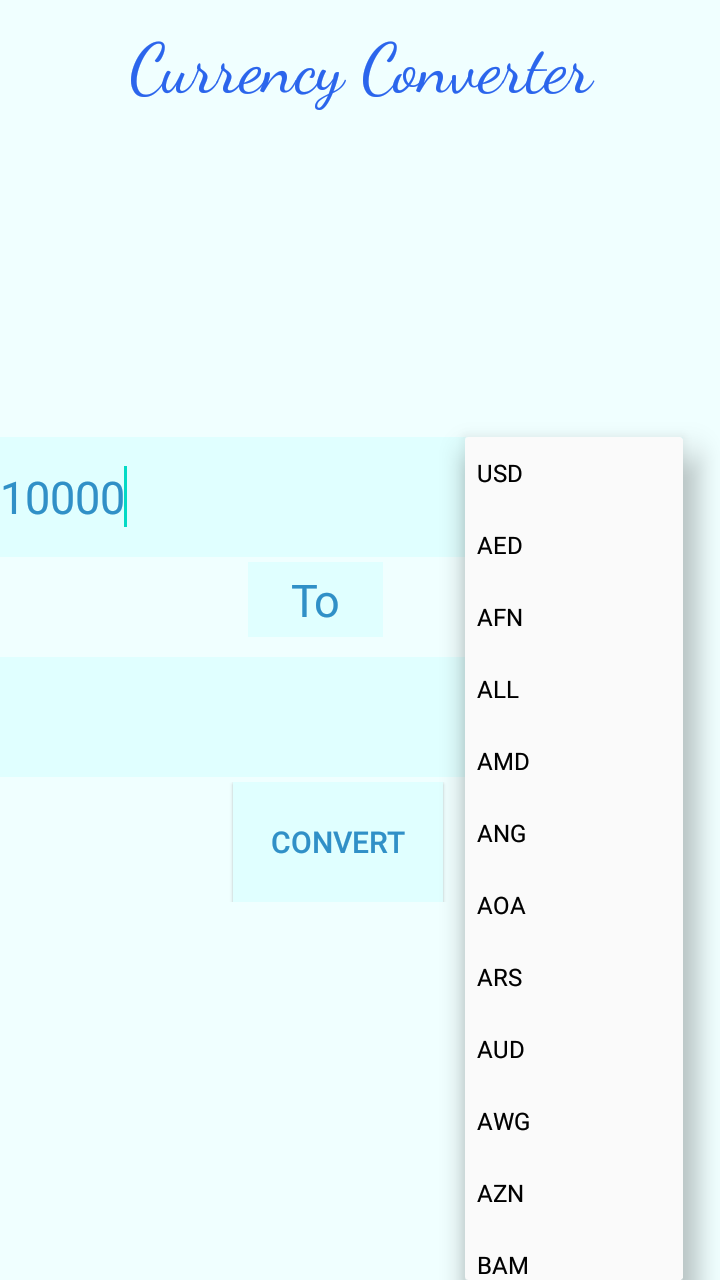 Currency Converter
10000
To
CONVERT
USD
AED
AFN
ALL
AMD
ANG
AOA
ARS
AUD
AWG
AZN
BAM